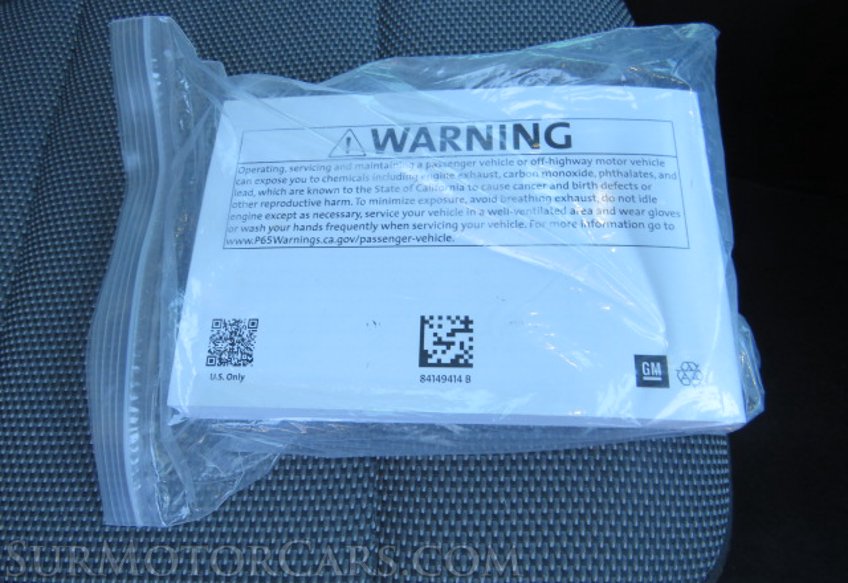 WARNING
Operating, servicing and maintaining a passenger vehicle or off-highway motor vehicle
can expose you to chemicals including engine exhaust, carbon monoxide, phthalates, and
lead, which are known to the State of California to cause cancer and birth defects or
other reproductive harm. To minimize exposure, avoid breathing exhaust, do not idle
engine except as necessary, service your vehicle in a well-ventilated area and wear gloves
or wash your hands frequently when servicing your vehicle. For more information go to
www.P65Warnings.ca.gov/passenger-vehicle.
U.S. Only
84149414 B
GM
SurMotorCars.com